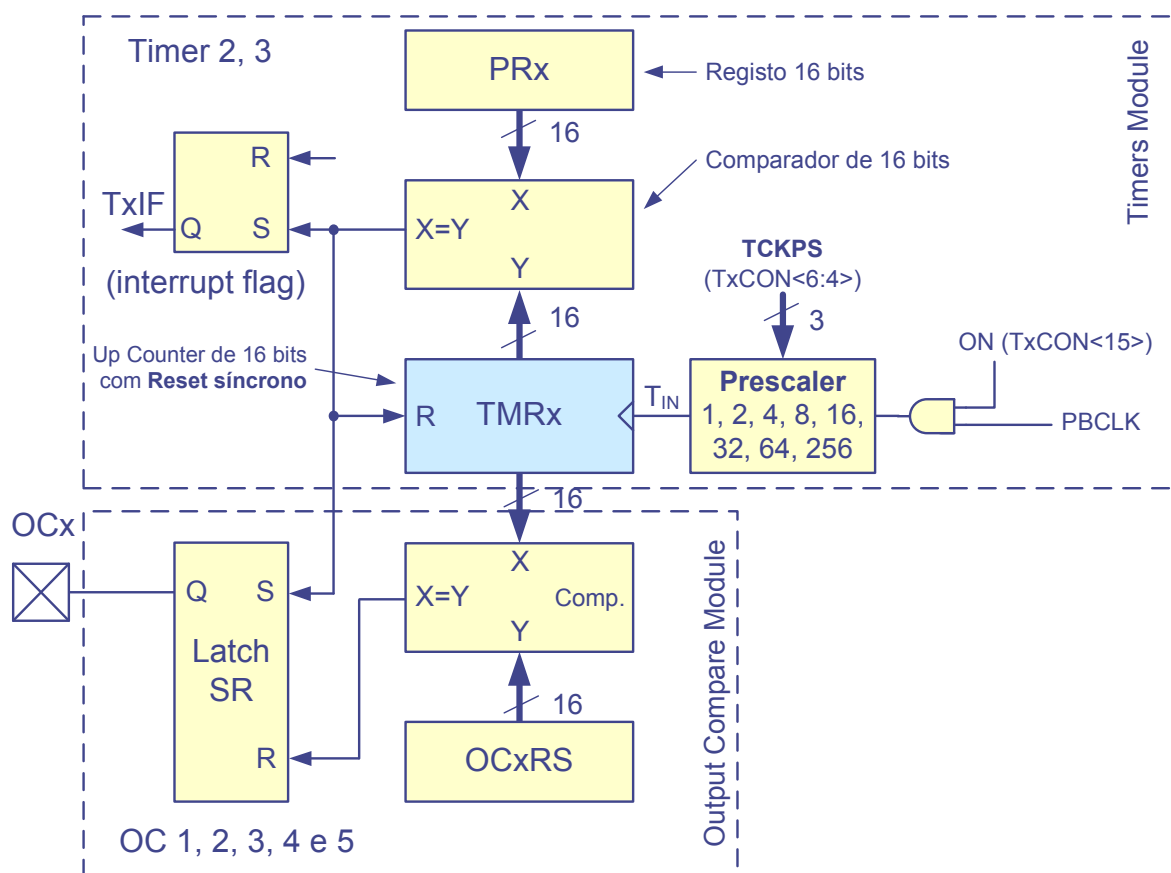 Timer 2, 3
PRx
Registo 16 bits
Timers Module
16
R
X
Comparador de 16 bits
TxIF
Q
S
X=Y
Y
(interrupt flag)
TCKPS
(TxCON<6:4>)
16
3
Up Counter de 16 bits
com Reset síncrono
ON (TxCON<15>)
R
TMRx
TIN
Prescaler
1, 2, 4, 8, 16,
32, 64, 256
PBCLK
16
OCx
X
Q
S
X=Y
Comp.
Y
Latch
SR
16
R
OCxRS
Output Compare Module
OC 1, 2, 3, 4 e 5